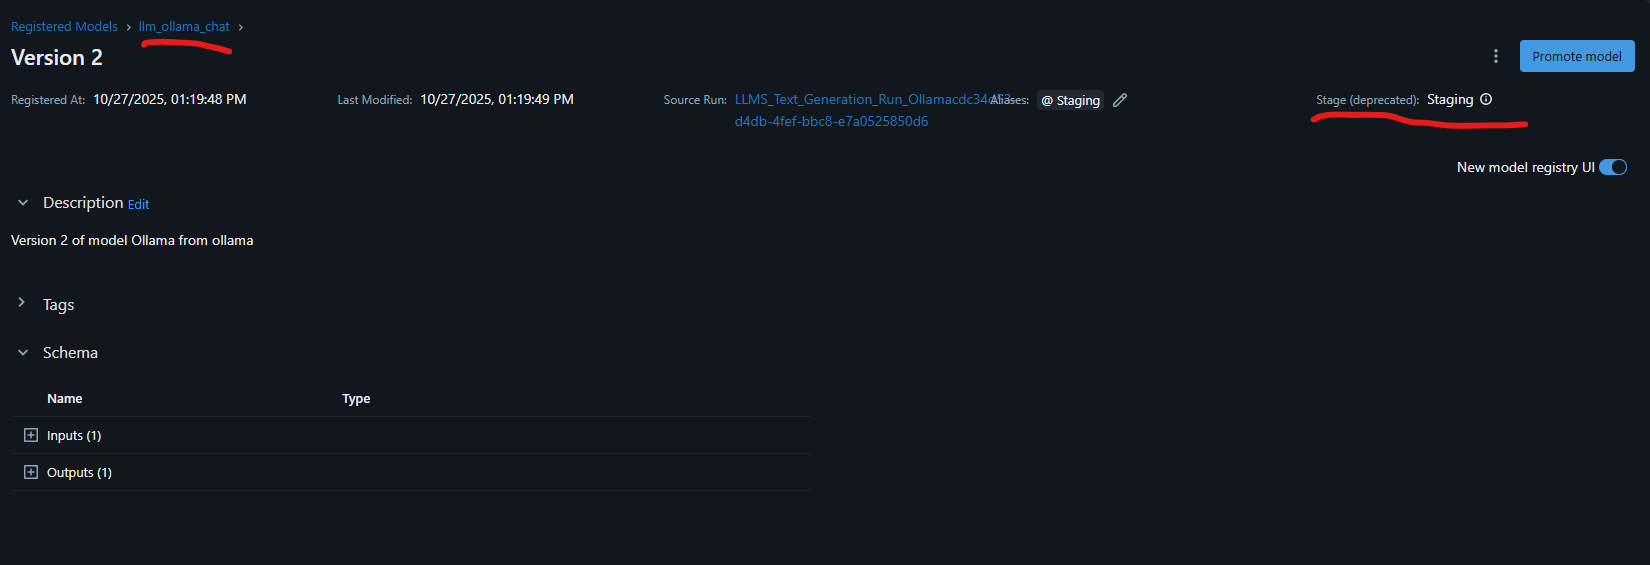 Registered Models > llm_ollama_chat >
Version 2
Promote model
Registered At: 10/27/2025, 01:19:48 PM
Last Modified: 10/27/2025, 01:19:49 PM
Source Run: LLMS_Text_Generation_Run_Ollamacdc34d53-
d4db-4fef-bbc8-e7a0525850d6
Aliases: @ Staging
Stage (deprecated): Staging
New model registry UI
Description Edit
Version 2 of model Ollama from ollama
Tags
Schema
Name Type
Inputs (1)
Outputs (1)